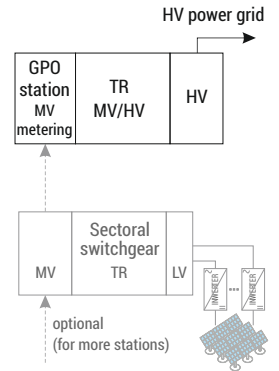 HV power grid
GPO
station
MV
metering
TR
MV/HV
HV
Sectoral
switchgear
MV
TR
LV
INVERTER
INVERTER
optional
(for more stations)